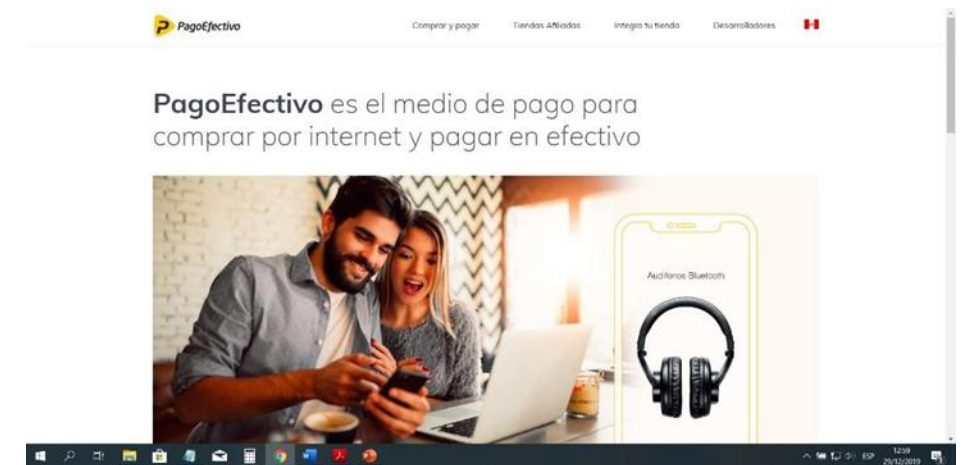 PagoEfectivo
Comprar y pagar
Tiendas Afiliadas
Integra tu tienda
Desarrolladores
PagoEfectivo es el medio de pago para
comprar por internet y pagar en efectivo
Audífonos Bluetooth
ESP
12:59
29/12/2019